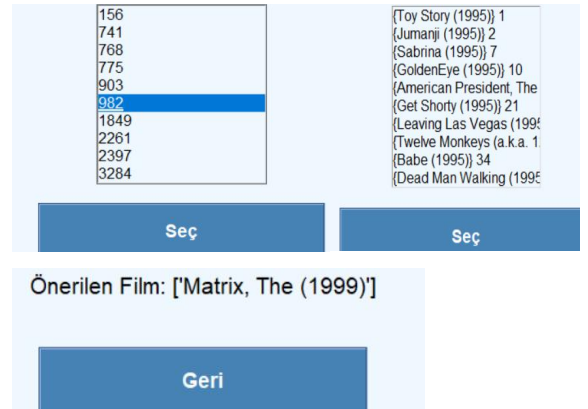 156
741
768
775
903
982
1849
2261
2397
3284
Seç
{Toy Story (1995)} 1
{Jumanji (1995)} 2
{Sabrina (1995)} 7
{GoldenEye (1995)} 10
{American President, The
{Get Shorty (1995)} 21
{Leaving Las Vegas (199
{Twelve Monkeys (a.k.a. 1
{Babe (1995)} 34
{Dead Man Walking (1995
Seç
Önerilen Film: ['Matrix, The (1999)']
Geri